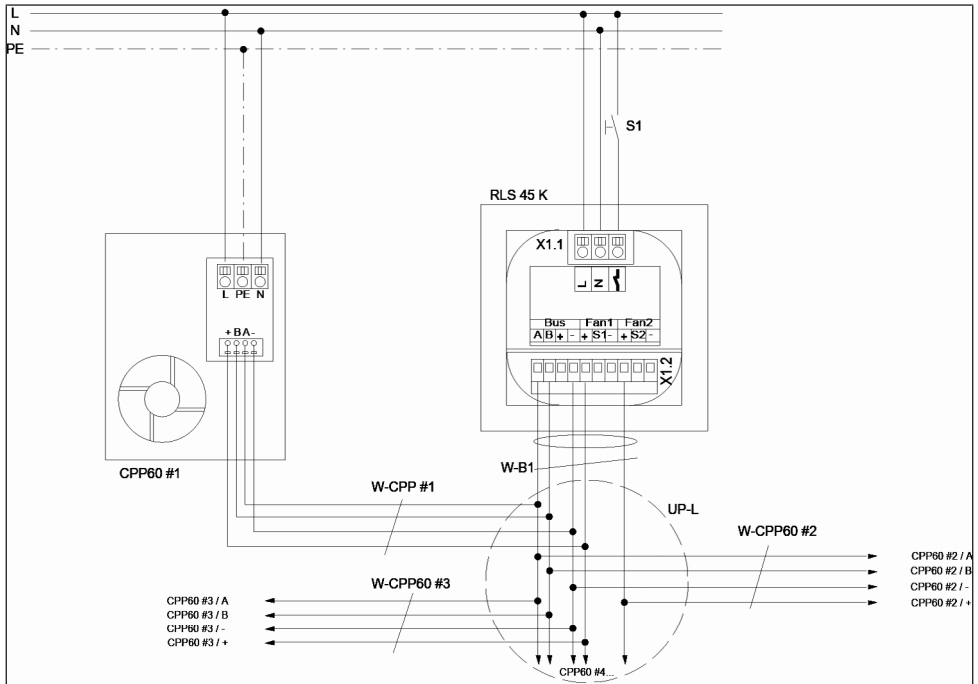 L
N
PE
S1
RLS 45 K
X1.1
L N
L PE N
Bus Fan1 Fan2
A B + - + S1 - + S2 -
+ B A -
X1.2
CPP60 #1
W-B1
W-CPP #1
UP-L
W-CPP60 #2
CPP60 #2 / A
CPP60 #2 / B
CPP60 #2 / -
CPP60 #2 / +
W-CPP60 #3
CPP60 #3 / A
CPP60 #3 / B
CPP60 #3 / -
CPP60 #3 / +
CPP60 #4...